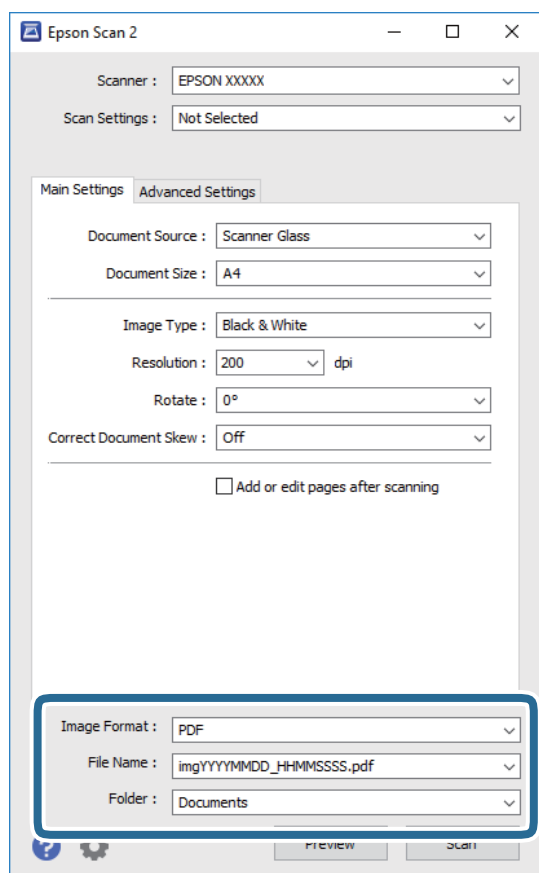 Epson Scan 2
Scanner : EPSON XXXXX
Scan Settings : Not Selected
Main Settings Advanced Settings
Document Source : Scanner Glass
Document Size : A4
Image Type : Black & White
Resolution : 200 dpi
Rotate : 0°
Correct Document Skew : Off
Add or edit pages after scanning
Image Format : PDF
File Name : imgYYYYMMDD_HHMMSSSS.pdf
Folder : Documents
? Preview Scan